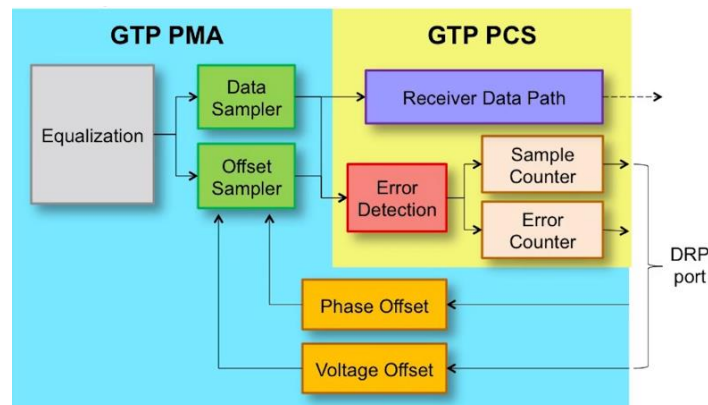 GTP PMA
GTP PCS
Equalization
Data
Sampler
Offset
Sampler
Receiver Data Path
Error
Detection
Sample
Counter
Error
Counter
DRP
port
Phase Offset
Voltage Offset